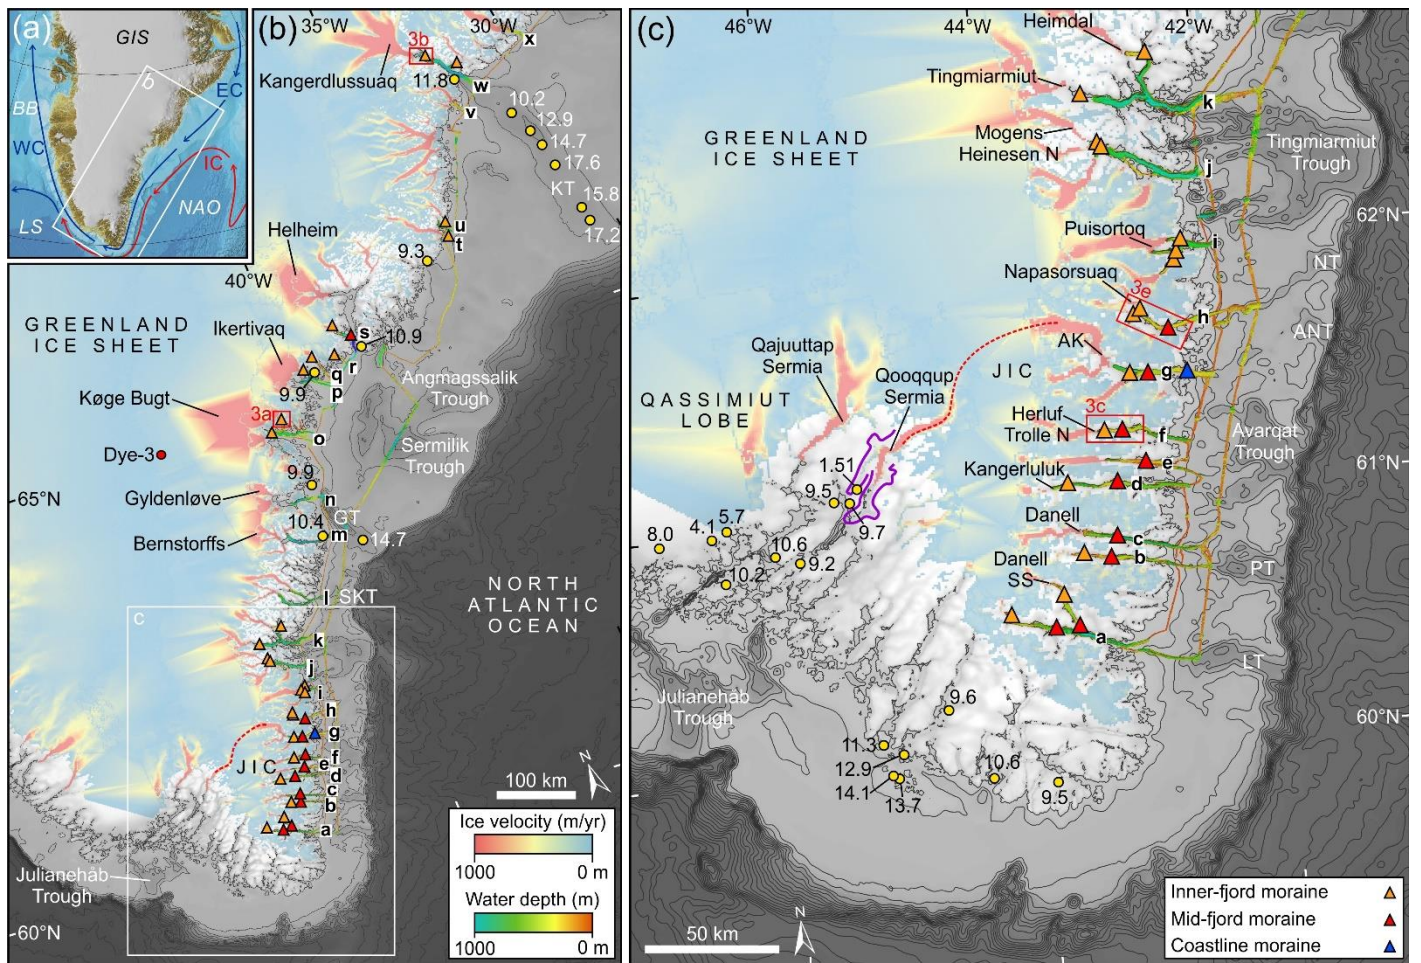 (a)
GIS
b
EC
BB
WC
IC
LS
NAO
(b)
35°W
30°W
3b
x
Kangerdlussuaq
11.8
w
v
10.2
12.9
14.7
17.6
KT
15.8
17.2
u
t
Helheim
9.3
40°W
GREENLAND
ICE SHEET
Ikertivaq
s
10.9
r
q
9.9
p
Angmagssalik
Trough
Køge Bugt
3a
o
Sermilik
Trough
Dye-3
9.9
65°N
Gyldenløve
n
10.4
GT
m
14.7
Bernstorffs
NORTH
ATLANTIC
OCEAN
l
SKT
c
k
j
i
h
g
JIC
f
e
d
c
b
a
N
100 km
Ice velocity (m/yr)
1000
0 m
Water depth (m)
1000
0 m
Julianehåb
Trough
60°N
(c)
46°W
44°W
42°W
Heimdal
Tingmiarmiut
k
GREENLAND
ICE SHEET
Mogens
Heinesen N
Tingmiarmiut
Trough
j
62°N
Puisortoq
i
NT
Napasorsuaq
3e
h
ANT
AK
Qajuuttap
Sermia
JIC
g
Qooqqup
Sermia
QASSIMIUT
LOBE
3c
Herluf
Trolle N
f
Avarqat
Trough
e
61°N
Kangerluluk
d
1.51
9.5
9.7
Danell
c
5.7
4.1
8.0
10.6
9.2
Danell
SS
b
PT
10.2
a
LT
Julianehåb
Trough
9.6
60°N
11.3
12.9
14.1
13.7
10.6
9.5
N
50 km
Inner-fjord moraine
Mid-fjord moraine
Coastline moraine